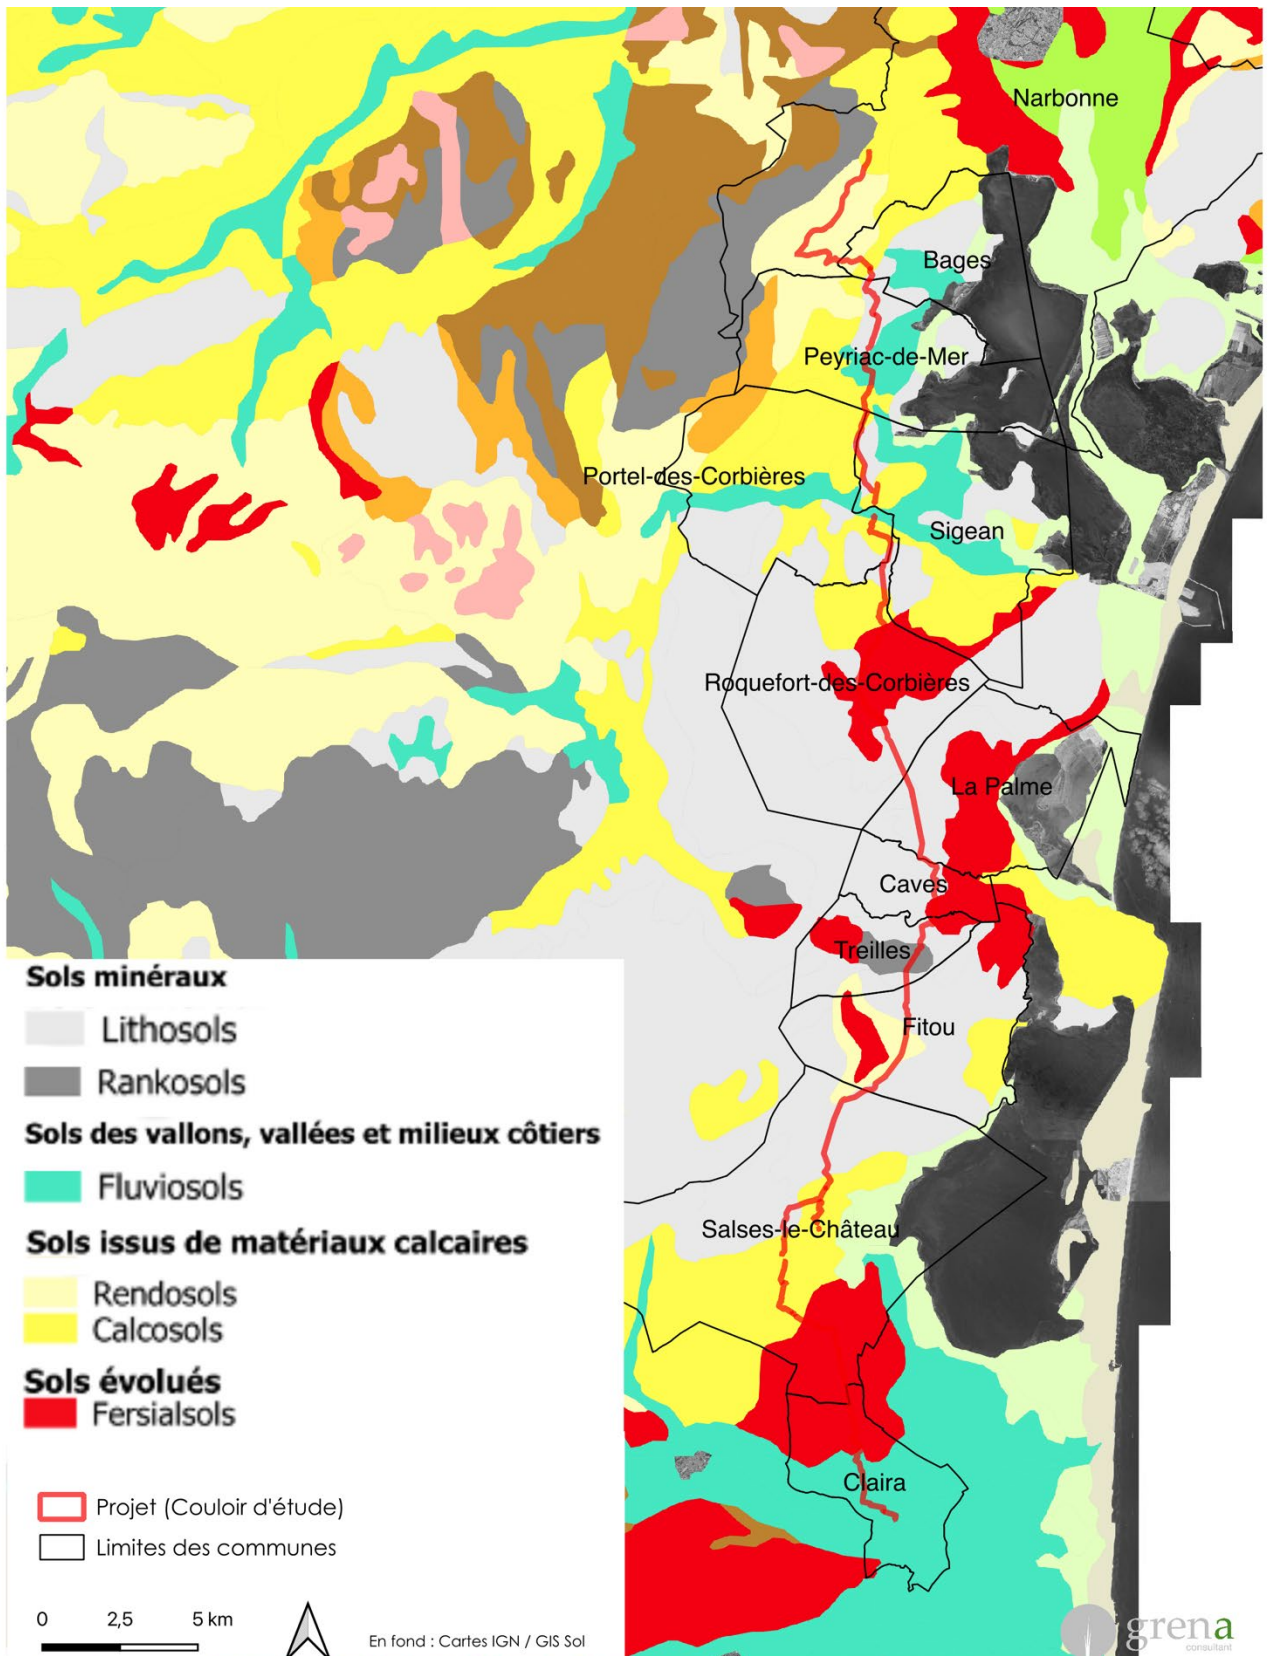 Narbonne
Bages
Peyriac-de-Mer
Portel-des-Corbières
Sigean
Roquefort-des-Corbières
La Palme
Caves
Treilles
Fitou
Salses-le-Château
Claira
Sols minéraux
Lithosols
Rankosols
Sols des vallons, vallées et milieux côtiers
Fluviosols
Sols issus de matériaux calcaires
Rendosols
Calcosols
Sols évolués
Fersialsols
Projet (Couloir d'étude)
Limites des communes
0 2,5 5 km
En fond : Cartes IGN / GIS Sol
grena
consultant